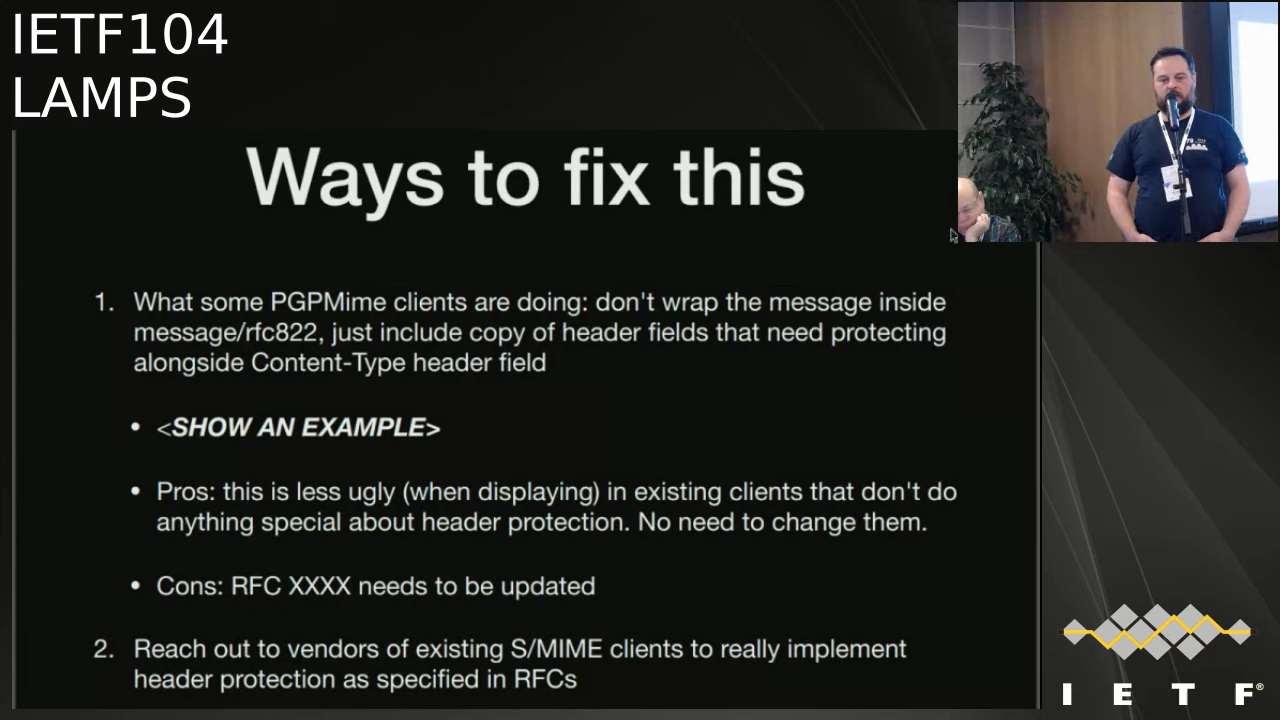 IETF104
LAMPS
Ways to fix this
1. What some PGPMime clients are doing: don't wrap the message inside
message/rfc822, just include copy of header fields that need protecting
alongside Content-Type header field
• <SHOW AN EXAMPLE>
• Pros: this is less ugly (when displaying) in existing clients that don't do
anything special about header protection. No need to change them.
• Cons: RFC XXXX needs to be updated
2. Reach out to vendors of existing S/MIME clients to really implement
header protection as specified in RFCs
I E T F®